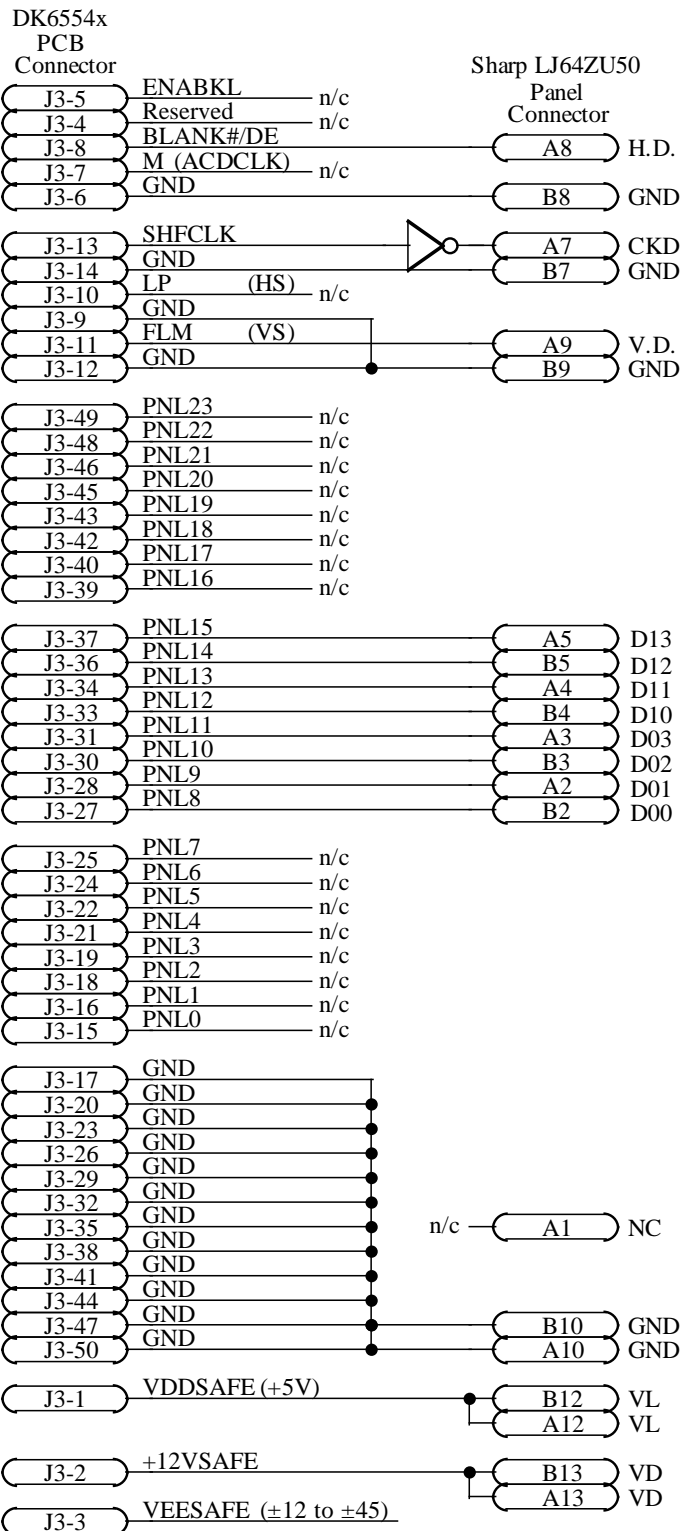 DK6554x
PCB
Connector
Sharp LJ64ZU50
Panel
Connector
J3-5 ENABKL n/c
J3-4 Reserved n/c
J3-8 BLANK#/DE A8 H.D.
J3-7 M (ACDCLK) n/c
J3-6 GND B8 GND
J3-13 SHFCLK A7 CKD
J3-14 GND B7 GND
J3-10 LP (HS) n/c
J3-9 GND
J3-11 FLM (VS) A9 V.D.
J3-12 GND B9 GND
J3-49 PNL23 n/c
J3-48 PNL22 n/c
J3-46 PNL21 n/c
J3-45 PNL20 n/c
J3-43 PNL19 n/c
J3-42 PNL18 n/c
J3-40 PNL17 n/c
J3-39 PNL16 n/c
J3-37 PNL15 A5 D13
J3-36 PNL14 B5 D12
J3-34 PNL13 A4 D11
J3-33 PNL12 B4 D10
J3-31 PNL11 A3 D03
J3-30 PNL10 B3 D02
J3-28 PNL9 A2 D01
J3-27 PNL8 B2 D00
J3-25 PNL7 n/c
J3-24 PNL6 n/c
J3-22 PNL5 n/c
J3-21 PNL4 n/c
J3-19 PNL3 n/c
J3-18 PNL2 n/c
J3-16 PNL1 n/c
J3-15 PNL0 n/c
J3-17 GND
J3-20 GND
J3-23 GND
J3-26 GND
J3-29 GND
J3-32 GND
J3-35 GND n/c A1 NC
J3-38 GND
J3-41 GND
J3-44 GND
J3-47 GND B10 GND
J3-50 GND A10 GND
J3-1 VDDSAFE (+5V) B12 VL
A12 VL
J3-2 +12VSAFE B13 VD
A13 VD
J3-3 VEESAFE (±12 to ±45)